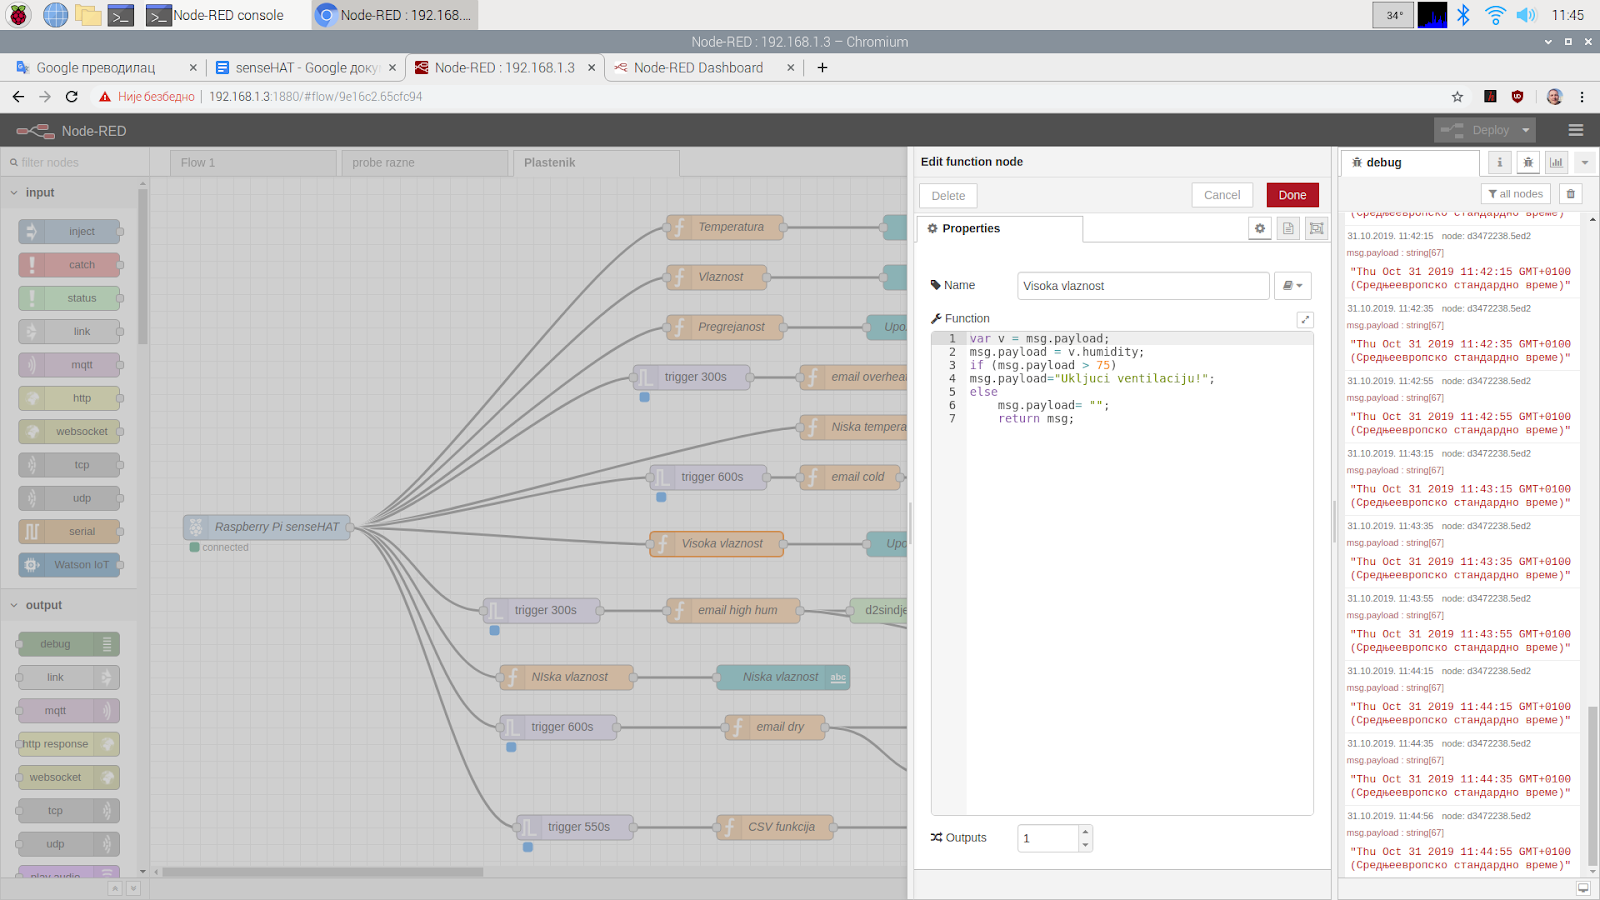 Node-RED console
Node-RED : 192.168....
34°
11:45
Node-RED : 192.168.1.3 – Chromium
Google преводилац
senseHAT - Google доку
Node-RED : 192.168.1.3
Node-RED Dashboard
Није безбедно
192.168.1.3:1880/#flow/9e16c2.65cfc94
Node-RED
Deploy
filter nodes
Flow 1
probe razne
Plastenik
input
inject
catch
status
link
mqtt
http
websocket
tcp
udp
serial
Watson IoT
output
debug
link
mqtt
http response
websocket
tcp
udp
play audio
Temperatura
Vlaznost
Pregrejanost
Upo
trigger 300s
email overhea
Niska tempera
trigger 600s
email cold
Raspberry Pi senseHAT
connected
Visoka vlaznost
Upo
trigger 300s
email high hum
d2sindje
NIska vlaznost
Niska vlaznost
abc
trigger 600s
email dry
trigger 550s
CSV funkcija
Edit function node
Delete
Cancel
Done
Properties
Name
Visoka vlaznost
Function
1 var v = msg.payload;
2 msg.payload = v.humidity;
3 if (msg.payload > 75)
4 msg.payload="Ukljuci ventilaciju!";
5 else
6 msg.payload= "";
7 return msg;
Outputs
1
debug
all nodes
(Средњеевропско стандардно време)"
31.10.2019. 11:42:15 node: d3472238.5ed2
msg.payload : string[67]
"Thu Oct 31 2019 11:42:15 GMT+0100
(Средњеевропско стандардно време)"
31.10.2019. 11:42:35 node: d3472238.5ed2
msg.payload : string[67]
"Thu Oct 31 2019 11:42:35 GMT+0100
(Средњеевропско стандардно време)"
31.10.2019. 11:42:55 node: d3472238.5ed2
msg.payload : string[67]
"Thu Oct 31 2019 11:42:55 GMT+0100
(Средњеевропско стандардно време)"
31.10.2019. 11:43:15 node: d3472238.5ed2
msg.payload : string[67]
"Thu Oct 31 2019 11:43:15 GMT+0100
(Средњеевропско стандардно време)"
31.10.2019. 11:43:35 node: d3472238.5ed2
msg.payload : string[67]
"Thu Oct 31 2019 11:43:35 GMT+0100
(Средњеевропско стандардно време)"
31.10.2019. 11:43:55 node: d3472238.5ed2
msg.payload : string[67]
"Thu Oct 31 2019 11:43:55 GMT+0100
(Средњеевропско стандардно време)"
31.10.2019. 11:44:15 node: d3472238.5ed2
msg.payload : string[67]
"Thu Oct 31 2019 11:44:15 GMT+0100
(Средњеевропско стандардно време)"
31.10.2019. 11:44:35 node: d3472238.5ed2
msg.payload : string[67]
"Thu Oct 31 2019 11:44:35 GMT+0100
(Средњеевропско стандардно време)"
31.10.2019. 11:44:56 node: d3472238.5ed2
msg.payload : string[67]
"Thu Oct 31 2019 11:44:55 GMT+0100
(Средњеевропско стандардно време)"